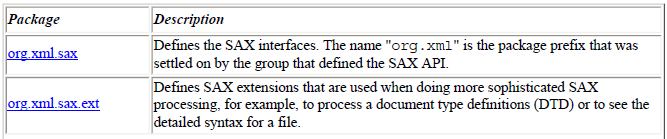 Package Description
org.xml.sax
Defines the SAX interfaces. The name "org.xml" is the package prefix that was
settled on by the group that defined the SAX API.
org.xml.sax.ext
Defines SAX extensions that are used when doing more sophisticated SAX
processing, for example, to process a document type definitions (DTD) or to see the
detailed syntax for a file.